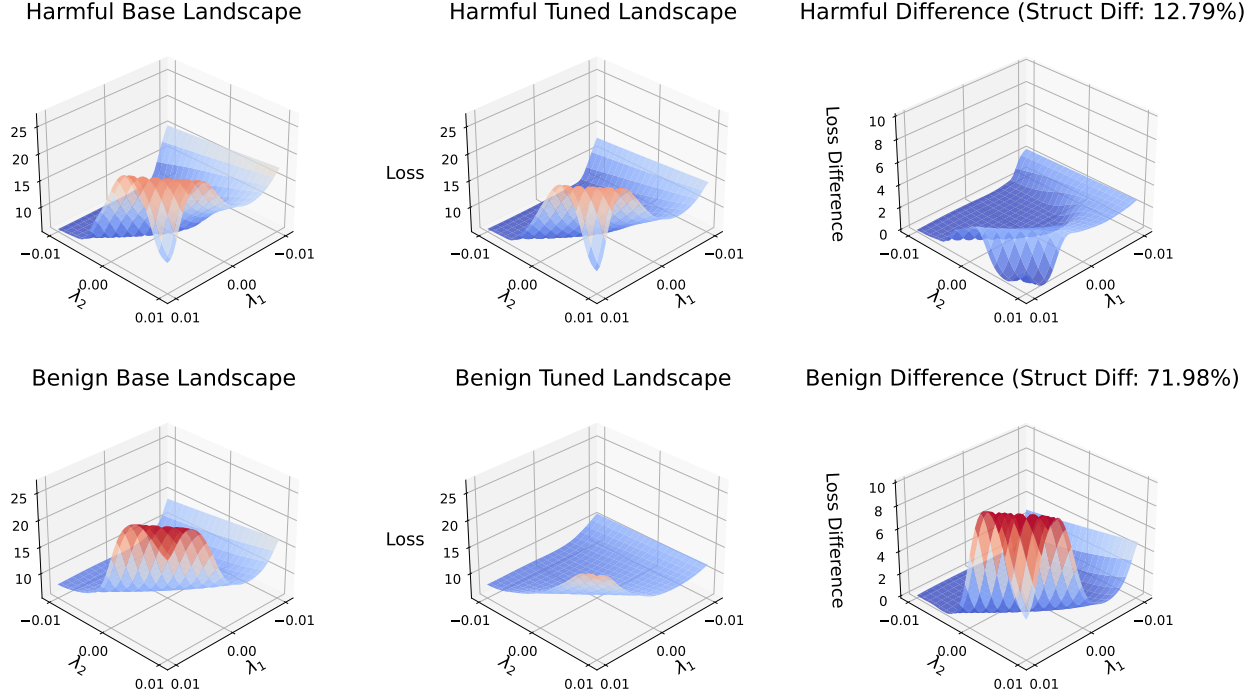 Harmful Base Landscape
25
20
15
10
−0.01
0.00
0.01
λ2
0.01
0.00
−0.01
λ1
Harmful Tuned Landscape
Loss
25
20
15
10
−0.01
0.00
0.01
λ2
0.01
0.00
−0.01
λ1
Harmful Difference (Struct Diff: 12.79%)
Loss Difference
10
8
6
4
2
0
−0.01
0.00
0.01
λ2
0.01
0.00
−0.01
λ1
Benign Base Landscape
25
20
15
10
−0.01
0.00
0.01
λ2
0.01
0.00
−0.01
λ1
Benign Tuned Landscape
Loss
25
20
15
10
−0.01
0.00
0.01
λ2
0.01
0.00
−0.01
λ1
Benign Difference (Struct Diff: 71.98%)
Loss Difference
10
8
6
4
2
0
−0.01
0.00
0.01
λ2
0.01
0.00
−0.01
λ1